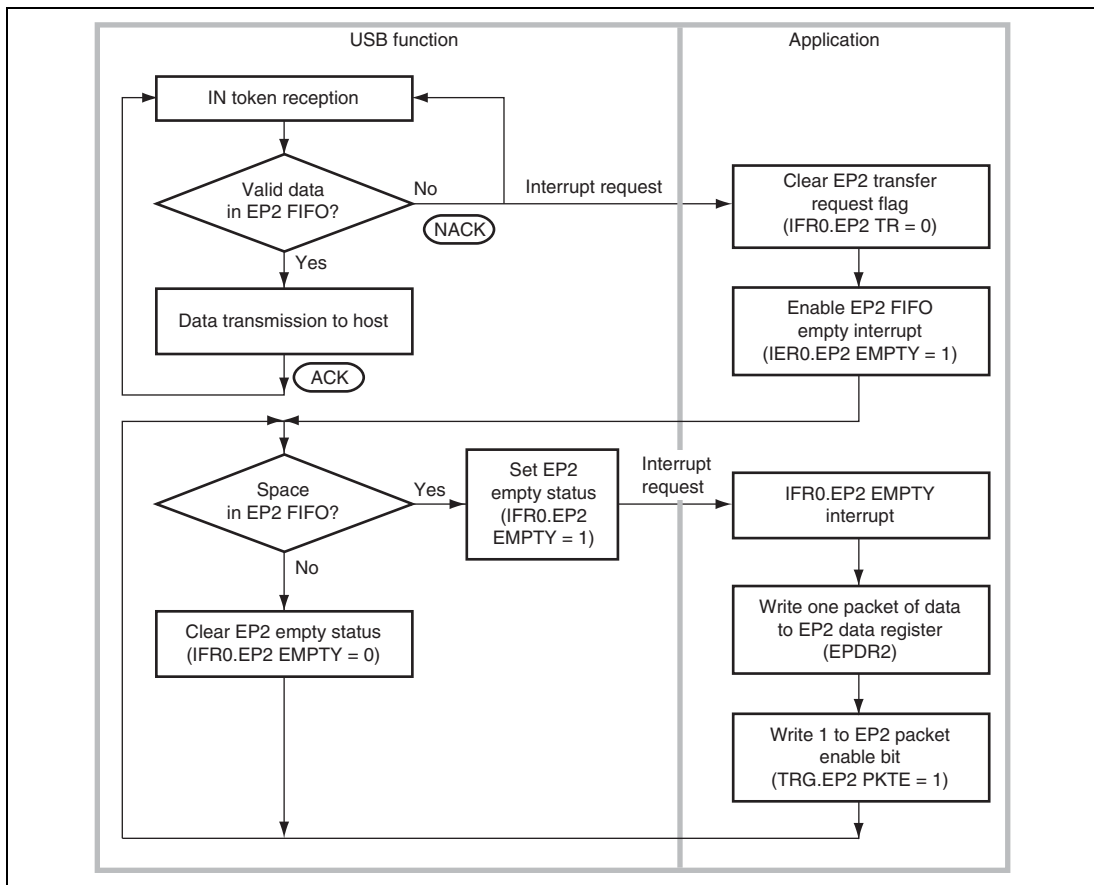 USB function
Application
IN token reception
Valid data
in EP2 FIFO?
No
Interrupt request
NACK
Yes
Clear EP2 transfer
request flag
(IFR0.EP2 TR = 0)
Data transmission to host
ACK
Enable EP2 FIFO
empty interrupt
(IER0.EP2 EMPTY = 1)
Space
in EP2 FIFO?
Yes
Set EP2
empty status
(IFR0.EP2
EMPTY = 1)
Interrupt
request
IFR0.EP2 EMPTY
interrupt
No
Clear EP2 empty status
(IFR0.EP2 EMPTY = 0)
Write one packet of data
to EP2 data register
(EPDR2)
Write 1 to EP2 packet
enable bit
(TRG.EP2 PKTE = 1)